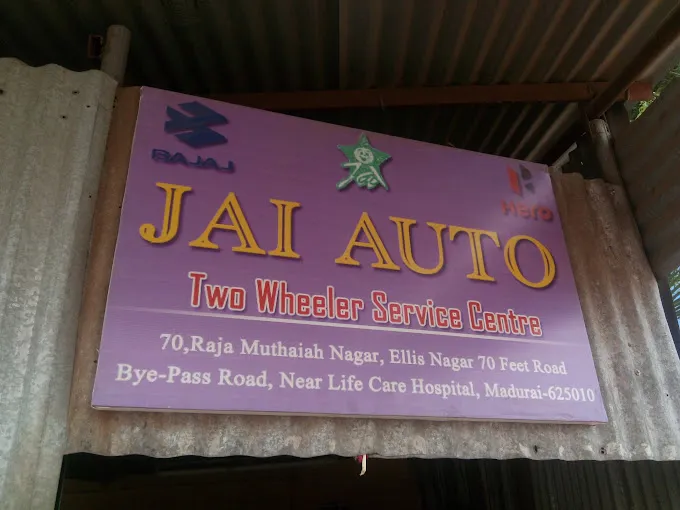 BAJAJ
Hero
JAI AUTO
Two Wheeler Service Centre
70,Raja Muthaiah Nagar, Ellis Nagar 70 Feet Road
Bye-Pass Road, Near Life Care Hospital, Madurai-625010